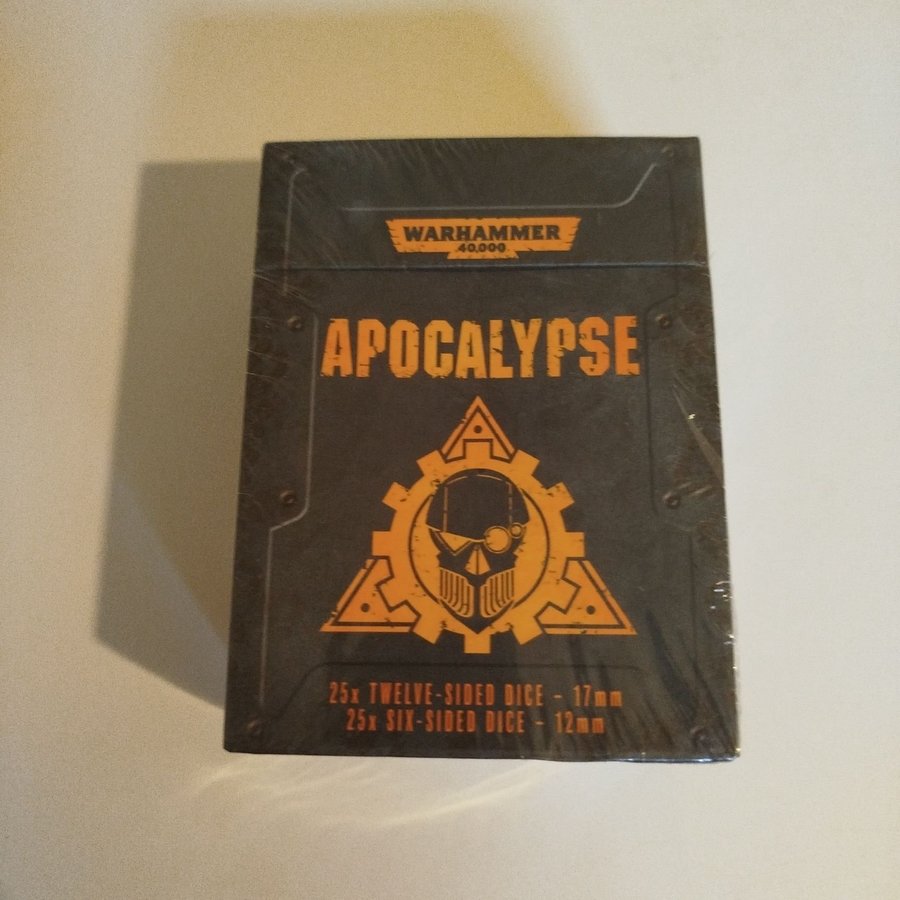 WARHAMMER
40,000
APOCALYPSE
25x TWELVE-SIDED DICE - 17mm
25x SIX-SIDED DICE - 12mm